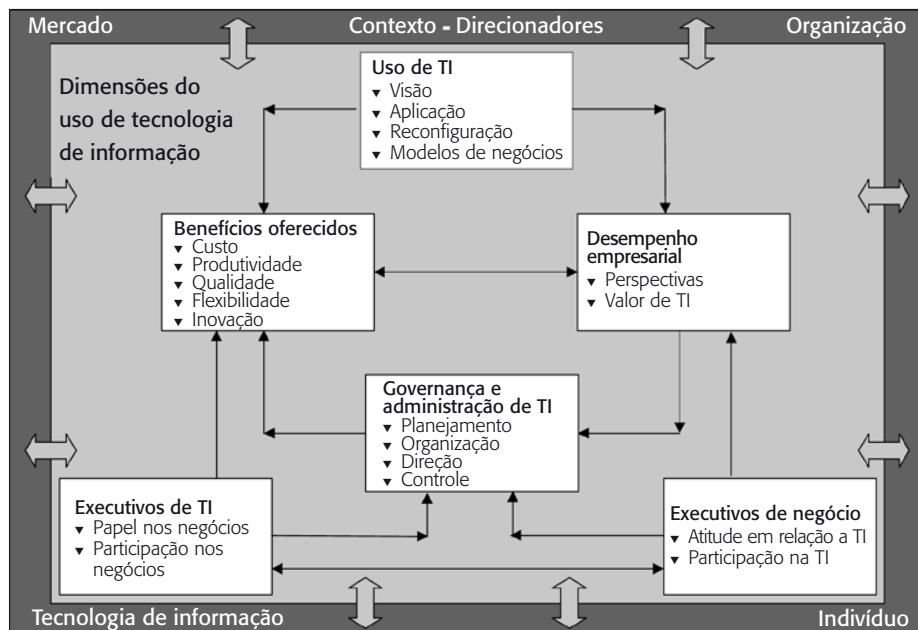 Mercado
Contexto - Direcionadores
Organização
Dimensões do
uso de tecnologia
de informação
Uso de TI
▼ Visão
▼ Aplicação
▼ Reconfiguração
▼ Modelos de negócios
Benefícios oferecidos
▼ Custo
▼ Produtividade
▼ Qualidade
▼ Flexibilidade
▼ Inovação
Desempenho
empresarial
▼ Perspectivas
▼ Valor de TI
Governança e
administração de TI
▼ Planejamento
▼ Organização
▼ Direção
▼ Controle
Executivos de TI
▼ Papel nos negócios
▼ Participação nos
negócios
Executivos de negócio
▼ Atitude em relação a TI
▼ Participação na TI
Tecnologia de informação
Indivíduo